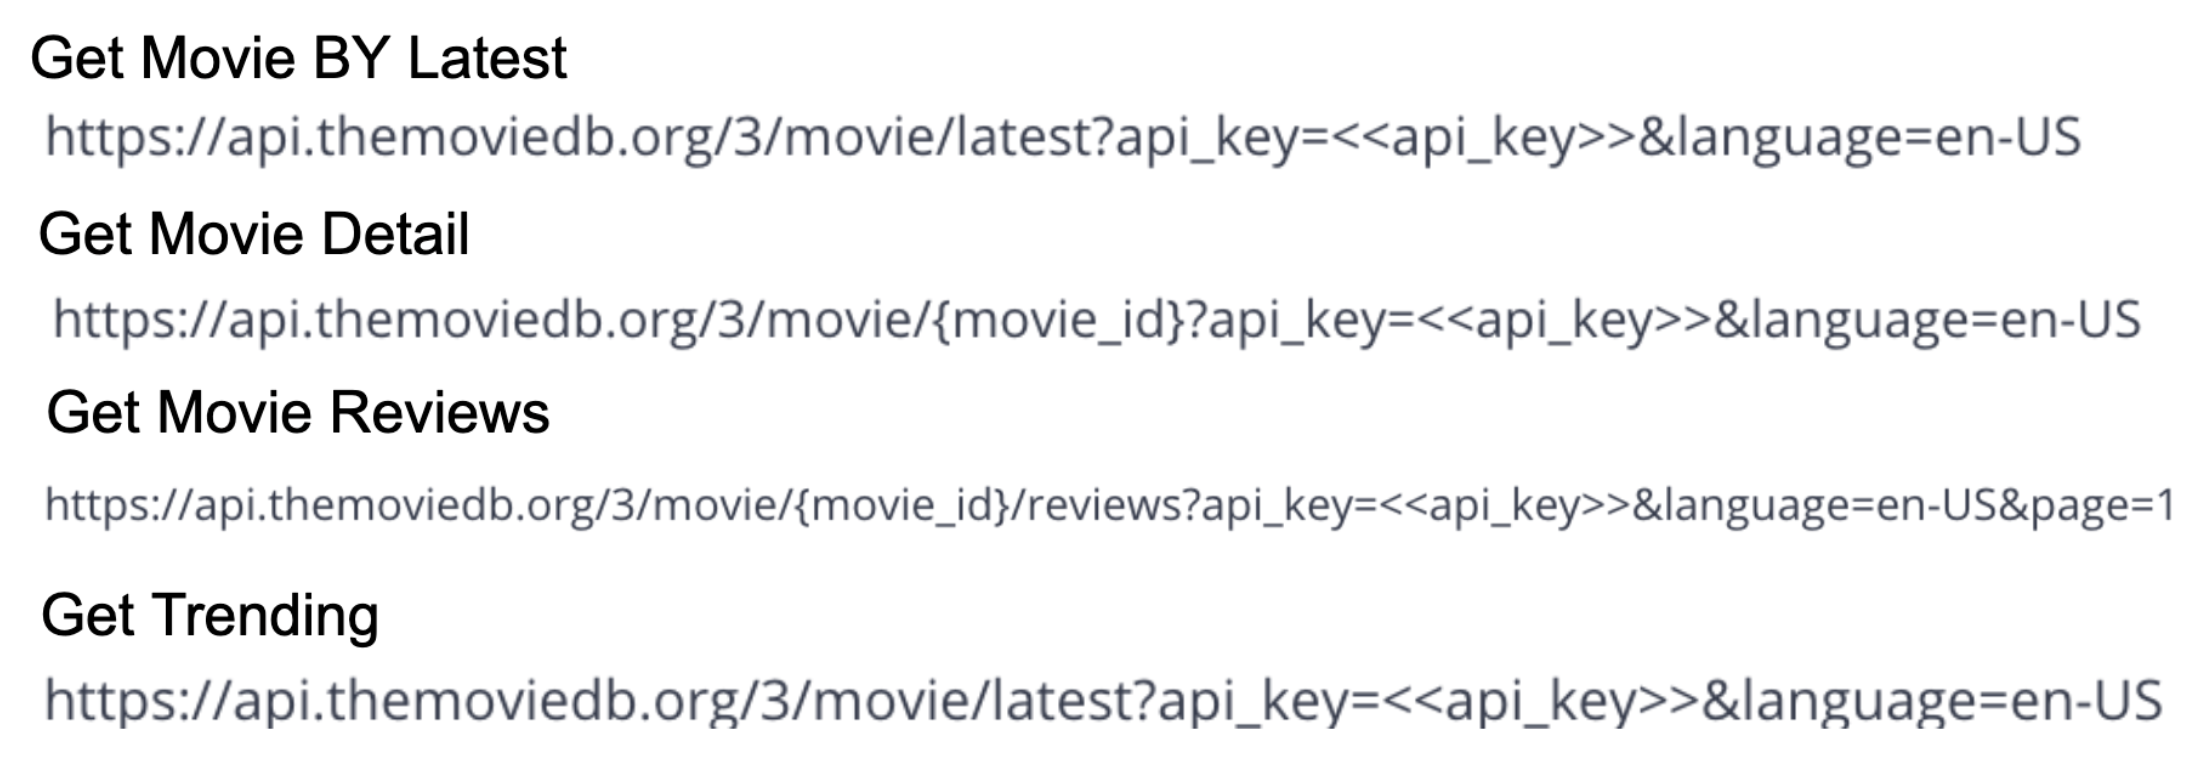 Get Movie BY Latest
https://api.themoviedb.org/3/movie/latest?api_key=<<api_key>>&language=en-US
Get Movie Detail
https://api.themoviedb.org/3/movie/{movie_id}?api_key=<<api_key>>&language=en-US
Get Movie Reviews
https://api.themoviedb.org/3/movie/{movie_id}/reviews?api_key=<<api_key>>&language=en-US&page=1
Get Trending
https://api.themoviedb.org/3/movie/latest?api_key=<<api_key>>&language=en-US